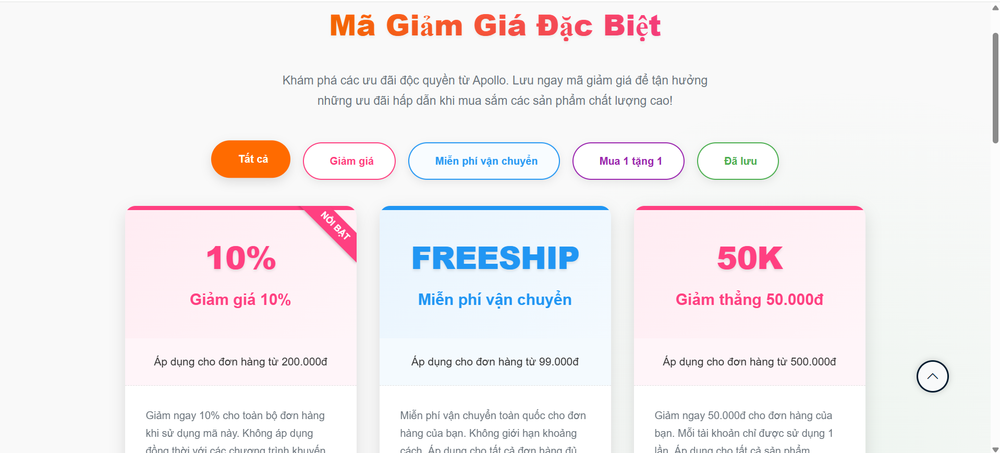 Mã Giảm Giá Đặc Biệt
Khám phá các ưu đãi độc quyền từ Apollo. Lưu ngay mã giảm giá để tận hưởng
những ưu đãi hấp dẫn khi mua sắm các sản phẩm chất lượng cao!
Tất cả
Giảm giá
Miễn phí vận chuyển
Mua 1 tặng 1
Đã lưu
NỔI BẬT
10%
Giảm giá 10%
Áp dụng cho đơn hàng từ 200.000đ
Giảm ngay 10% cho toàn bộ đơn hàng
khi sử dụng mã này. Không áp dụng
đồng thời với các chương trình khuyến
FREESHIP
Miễn phí vận chuyển
Áp dụng cho đơn hàng từ 99.000đ
Miễn phí vận chuyển toàn quốc cho đơn
hàng của bạn. Không giới hạn khoảng
cách. Áp dụng cho tất cả đơn hàng đủ
50K
Giảm thẳng 50.000đ
Áp dụng cho đơn hàng từ 500.000đ
Giảm ngay 50.000đ cho đơn hàng của
bạn. Mỗi tài khoản chỉ được sử dụng 1
lần. Áp dụng cho tất cả sản phẩm